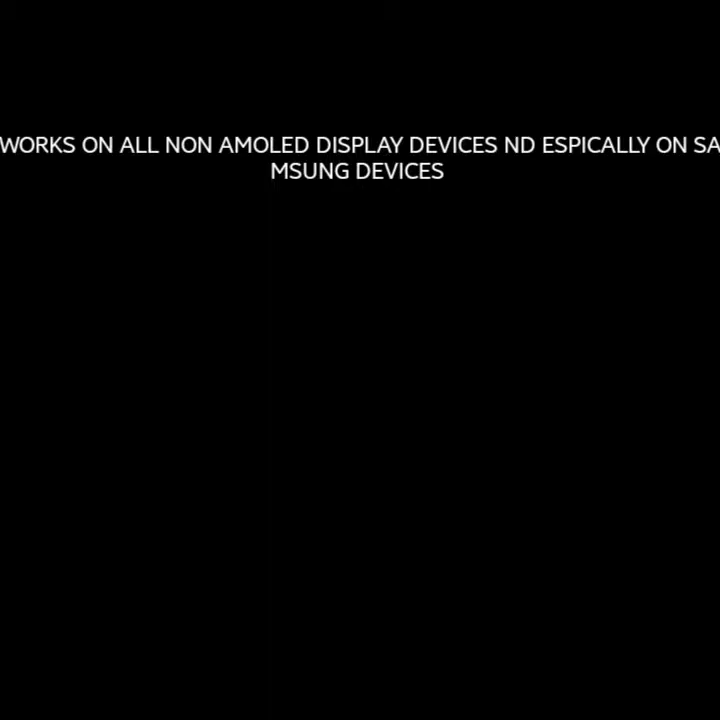 WORKS ON ALL NON AMOLED DISPLAY DEVICES ND ESPICALLY ON SA
MSUNG DEVICES